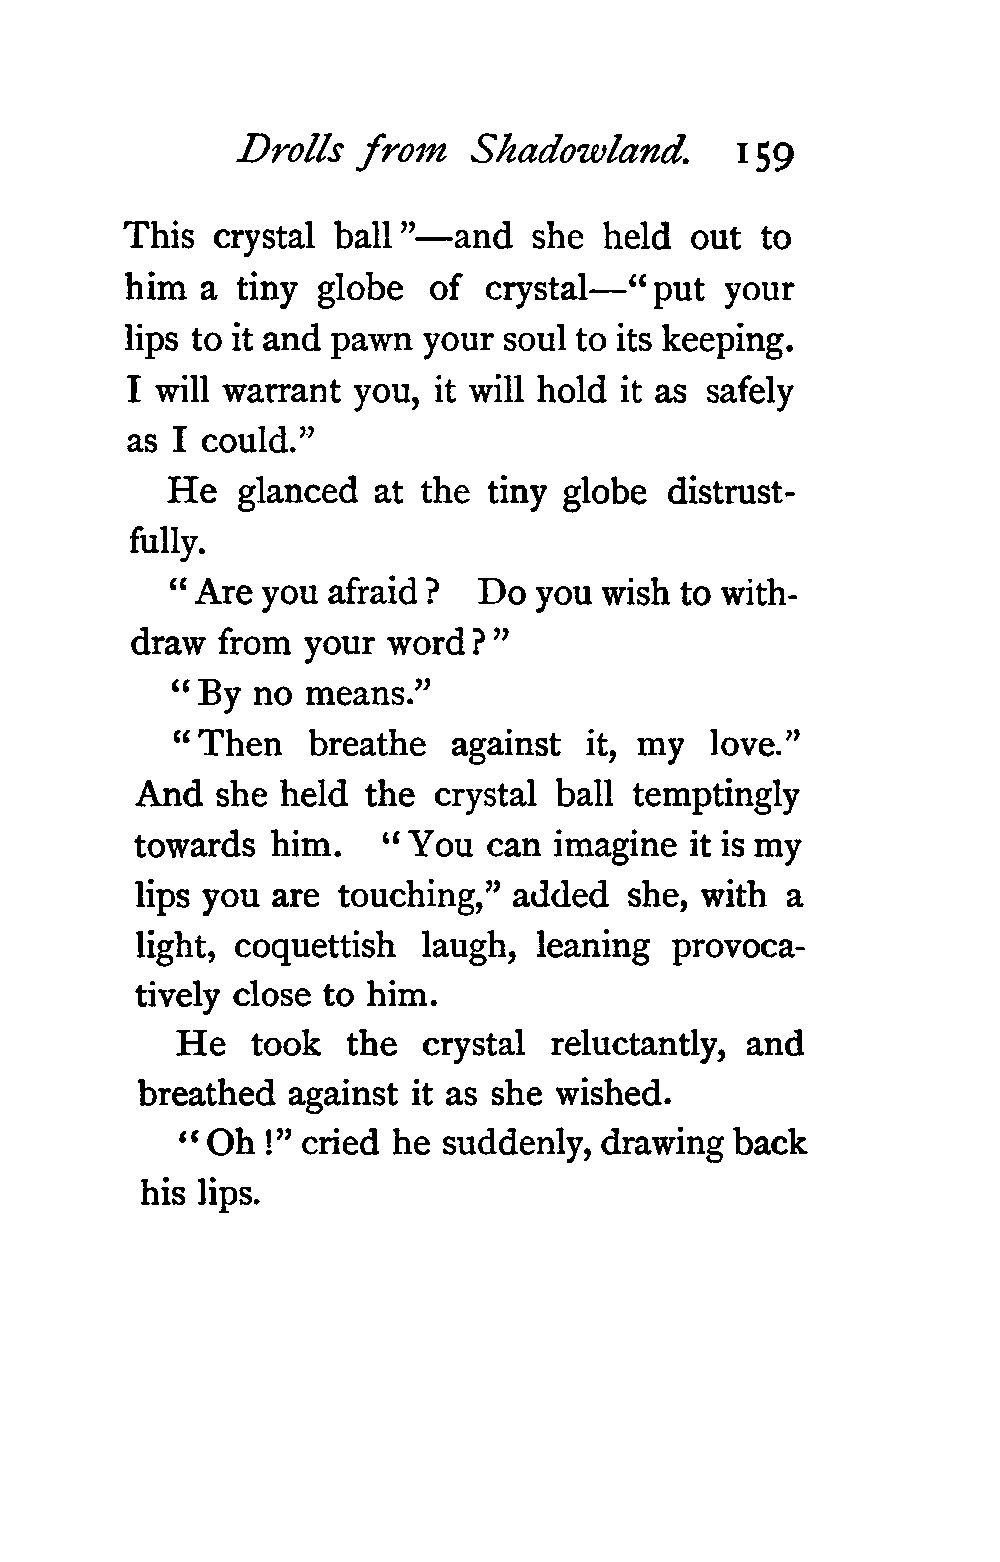 Drolls from Shadowland. 159
This crystal ball”—and she held out to
him a tiny globe of crystal—“put your
lips to it and pawn your soul to its keeping.
I will warrant you, it will hold it as safely
as I could.”
He glanced at the tiny globe distrust-
fully.
“Are you afraid? Do you wish to with-
draw from your word?”
“By no means.”
“Then breathe against it, my love.”
And she held the crystal ball temptingly
towards him. “You can imagine it is my
lips you are touching,” added she, with a
light, coquettish laugh, leaning provoca-
tively close to him.
He took the crystal reluctantly, and
breathed against it as she wished.
“Oh!” cried he suddenly, drawing back
his lips.